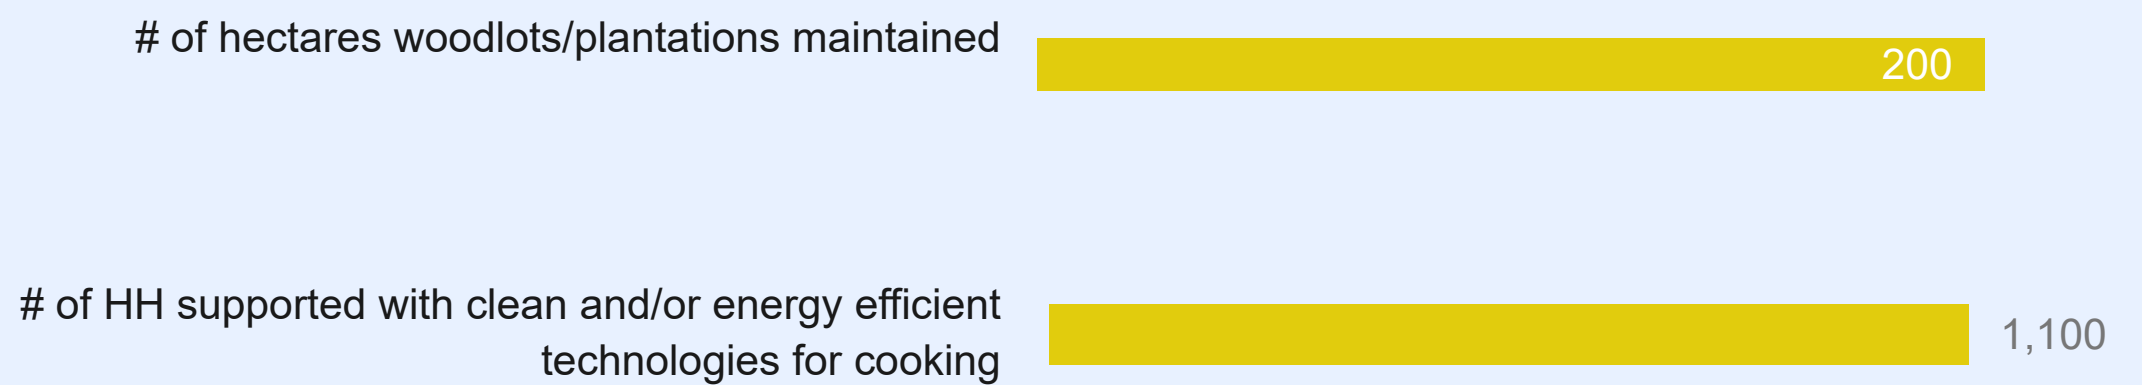 # of hectares woodlots/plantations maintained
200
# of HH supported with clean and/or energy efficient
technologies for cooking
1,100